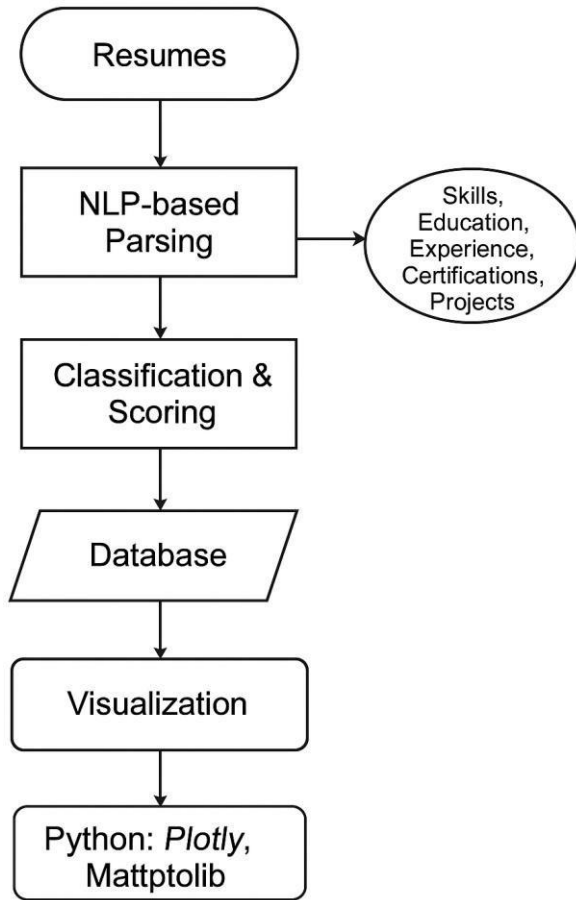 Resumes
NLP-based
Parsing
Skills,
Education,
Experience,
Certifications,
Projects
Classification &
Scoring
Database
Visualization
Python: Plotly,
Mattptolib